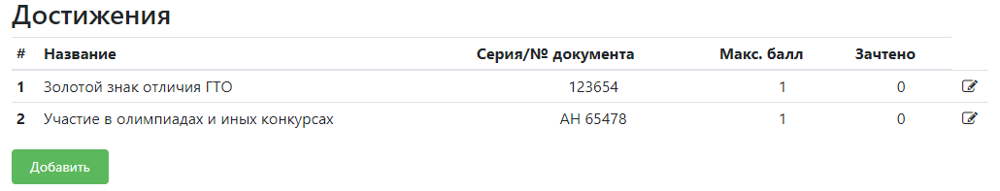 Достижения
# Название Серия/№ документа Макс. балл Зачтено
1 Золотой знак отличия ГТО 123654 1 0
2 Участие в олимпиадах и иных конкурсах АН 65478 1 0
Добавить